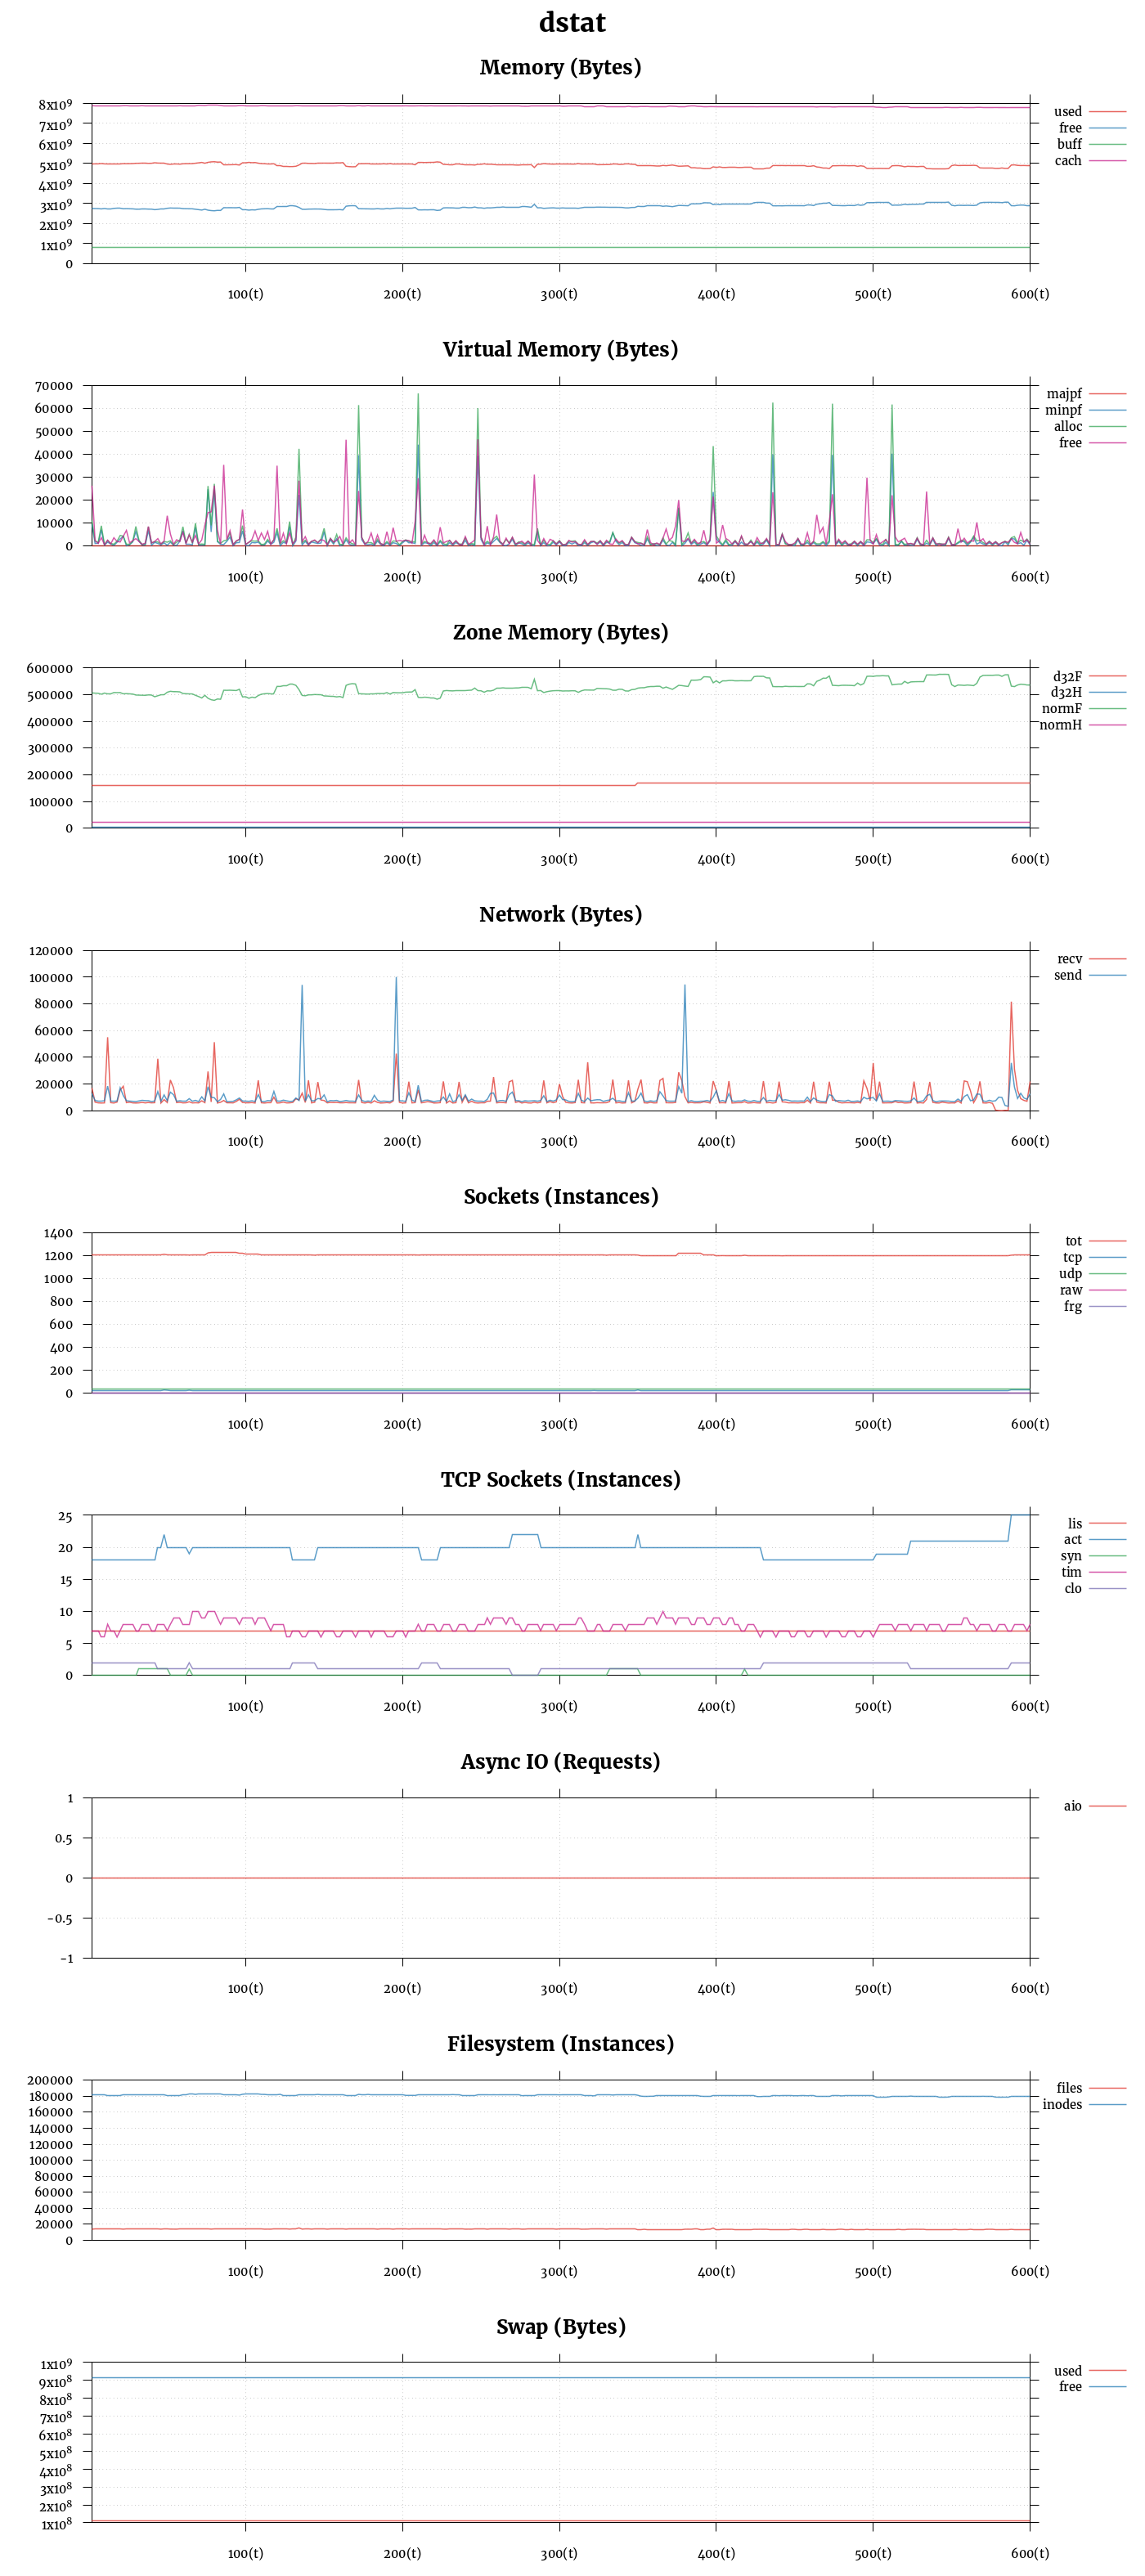 dstat
Memory (Bytes)
8x10⁹
7x10⁹
6x10⁹
5x10⁹
4x10⁹
3x10⁹
2x10⁹
1x10⁹
0
100(t) 200(t) 300(t) 400(t) 500(t) 600(t)
used
free
buff
cach
Virtual Memory (Bytes)
70000
60000
50000
40000
30000
20000
10000
0
100(t) 200(t) 300(t) 400(t) 500(t) 600(t)
majpf
minpf
alloc
free
Zone Memory (Bytes)
600000
500000
400000
300000
200000
100000
0
100(t) 200(t) 300(t) 400(t) 500(t) 600(t)
d32F
d32H
normF
normH
Network (Bytes)
120000
100000
80000
60000
40000
20000
0
100(t) 200(t) 300(t) 400(t) 500(t) 600(t)
recv
send
Sockets (Instances)
1400
1200
1000
800
600
400
200
0
100(t) 200(t) 300(t) 400(t) 500(t) 600(t)
tot
tcp
udp
raw
frg
TCP Sockets (Instances)
25
20
15
10
5
0
100(t) 200(t) 300(t) 400(t) 500(t) 600(t)
lis
act
syn
tim
clo
Async IO (Requests)
1
0.5
0
-0.5
-1
100(t) 200(t) 300(t) 400(t) 500(t) 600(t)
aio
Filesystem (Instances)
200000
180000
160000
140000
120000
100000
80000
60000
40000
20000
0
100(t) 200(t) 300(t) 400(t) 500(t) 600(t)
files
inodes
Swap (Bytes)
1x10⁹
9x10⁸
8x10⁸
7x10⁸
6x10⁸
5x10⁸
4x10⁸
3x10⁸
2x10⁸
1x10⁸
100(t) 200(t) 300(t) 400(t) 500(t) 600(t)
used
free